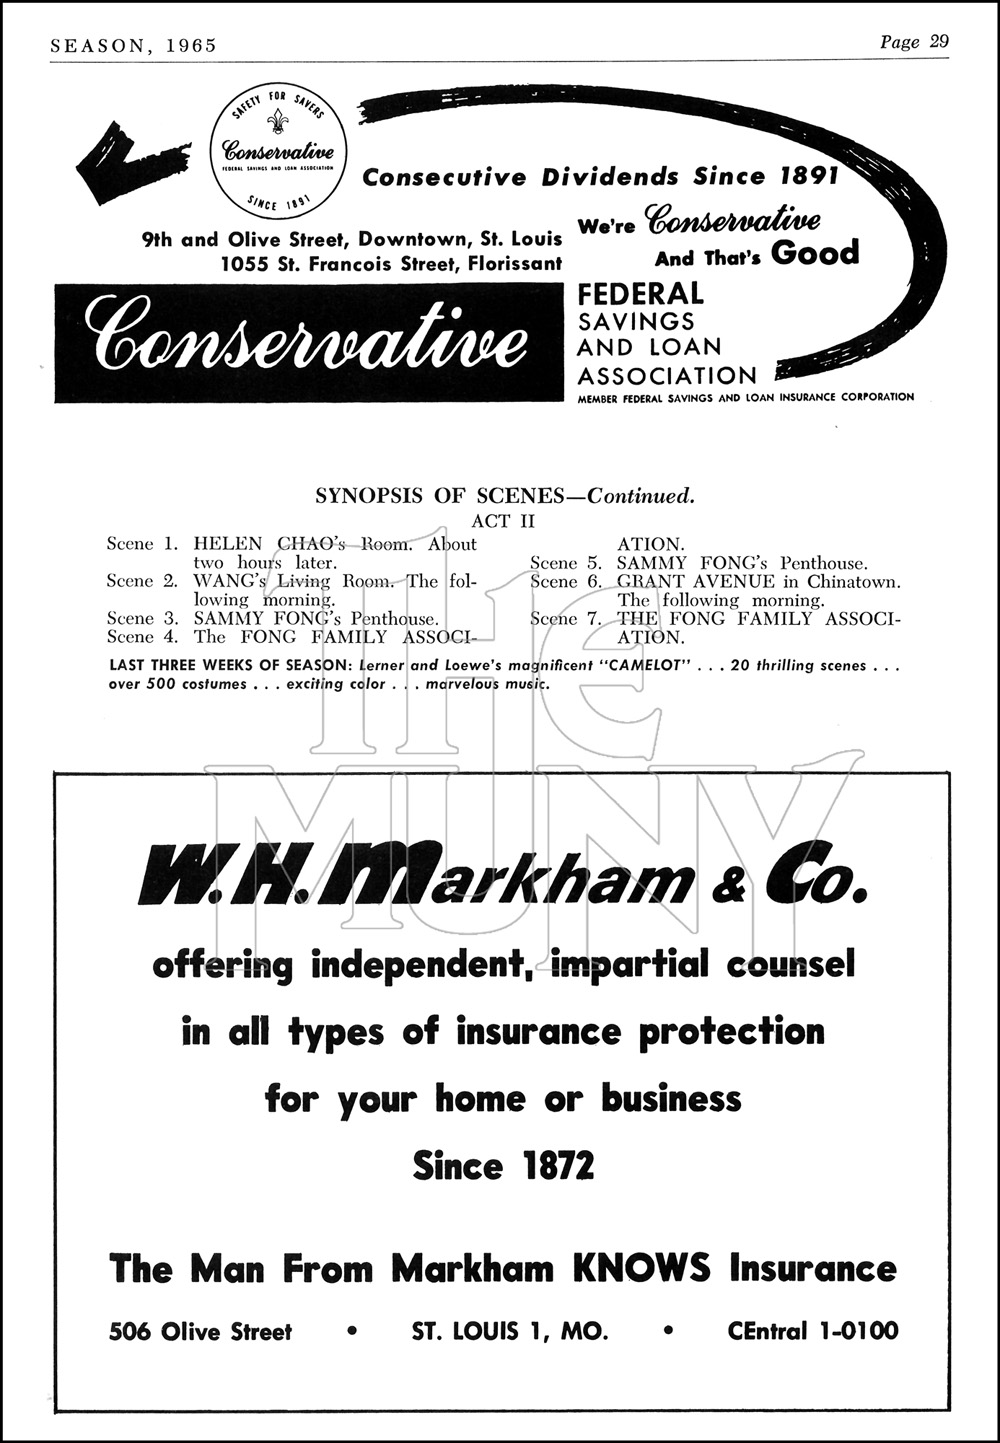 SEASON, 1965
Page 29
SAFETY FOR SAVERS
Conservative
FEDERAL SAVINGS AND LOAN ASSOCIATION
SINCE 1891
Consecutive Dividends Since 1891
We're Conservative
And That's Good
9th and Olive Street, Downtown, St. Louis
1055 St. Francois Street, Florissant
Conservative
FEDERAL
SAVINGS
AND LOAN
ASSOCIATION
MEMBER FEDERAL SAVINGS AND LOAN INSURANCE CORPORATION
SYNOPSIS OF SCENES—Continued.
ACT II
Scene 1. HELEN CHAO's Room. About
two hours later.
Scene 2. WANG's Living Room. The fol-
lowing morning.
Scene 3. SAMMY FONG's Penthouse.
Scene 4. The FONG FAMILY ASSOCI-
ATION.
Scene 5. SAMMY FONG's Penthouse.
Scene 6. GRANT AVENUE in Chinatown.
The following morning.
Scene 7. THE FONG FAMILY ASSOCI-
ATION.
LAST THREE WEEKS OF SEASON: Lerner and Loewe's magnificent "CAMELOT" . . . 20 thrilling scenes . . .
over 500 costumes . . . exciting color . . . marvelous music.
THE
MUNY
W. H. Markham & Co.
offering independent, impartial counsel
in all types of insurance protection
for your home or business
Since 1872
The Man From Markham KNOWS Insurance
506 Olive Street • ST. LOUIS 1, MO. • CEntral 1-0100